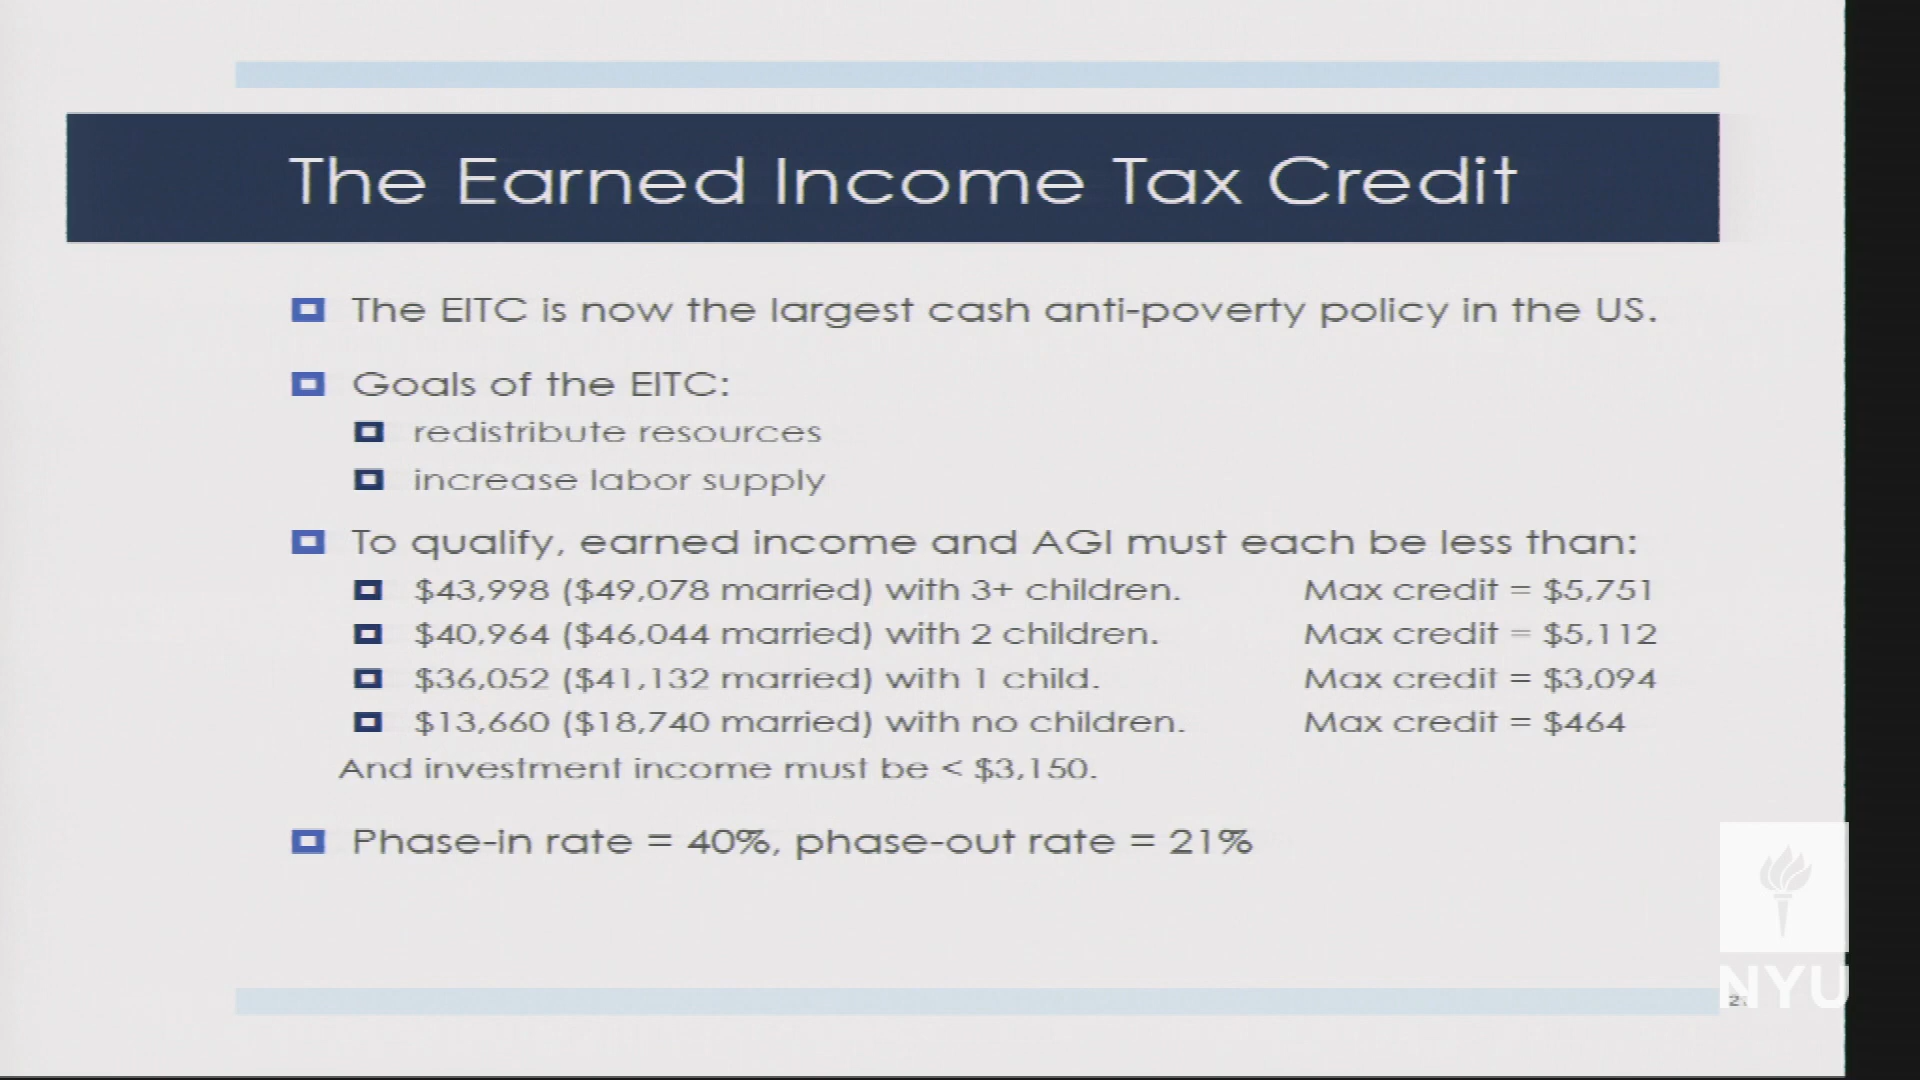 The Earned Income Tax Credit
The EITC is now the largest cash anti-poverty policy in the US.
Goals of the EITC:
redistribute resources
increase labor supply
To qualify, earned income and AGI must each be less than:
$43,998 ($49,078 married) with 3+ children. Max credit = $5,751
$40,964 ($46,044 married) with 2 children. Max credit = $5,112
$36,052 ($41,132 married) with 1 child. Max credit = $3,094
$13,660 ($18,740 married) with no children. Max credit = $464
And investment income must be < $3,150.
Phase-in rate = 40%, phase-out rate = 21%
NYU